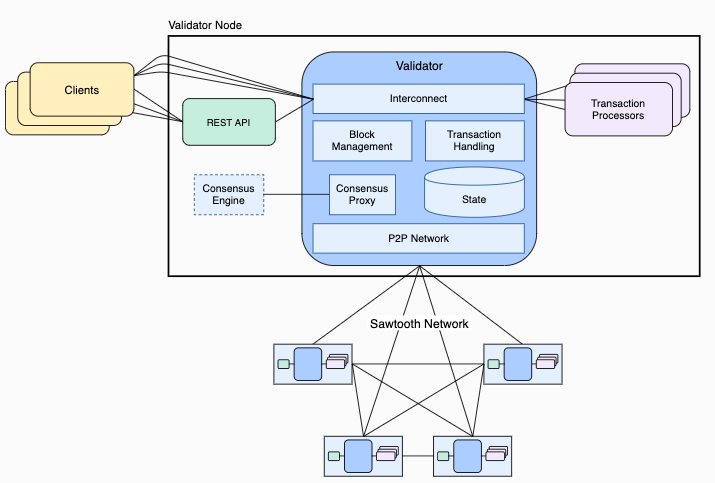 Validator Node
Clients
Validator
Interconnect
REST API
Transaction
Processors
Block
Management
Transaction
Handling
Consensus
Engine
Consensus
Proxy
State
P2P Network
Sawtooth Network